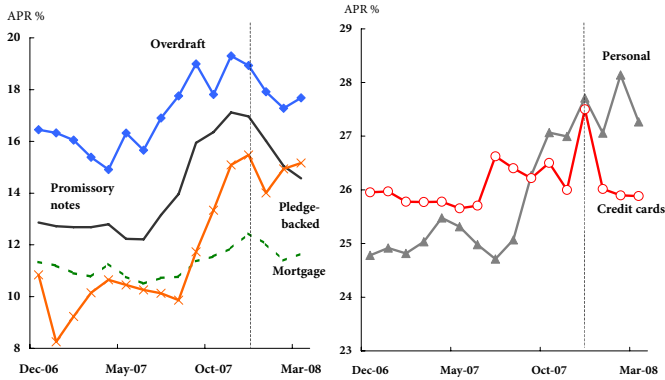 APR %
20
18
16
14
12
10
8
Overdraft
Promissory
notes
Pledge-
backed
Mortgage
Dec-06
May-07
Oct-07
Mar-08
APR %
29
28
27
26
25
24
23
Personal
Credit cards
Dec-06
May-07
Oct-07
Mar-08